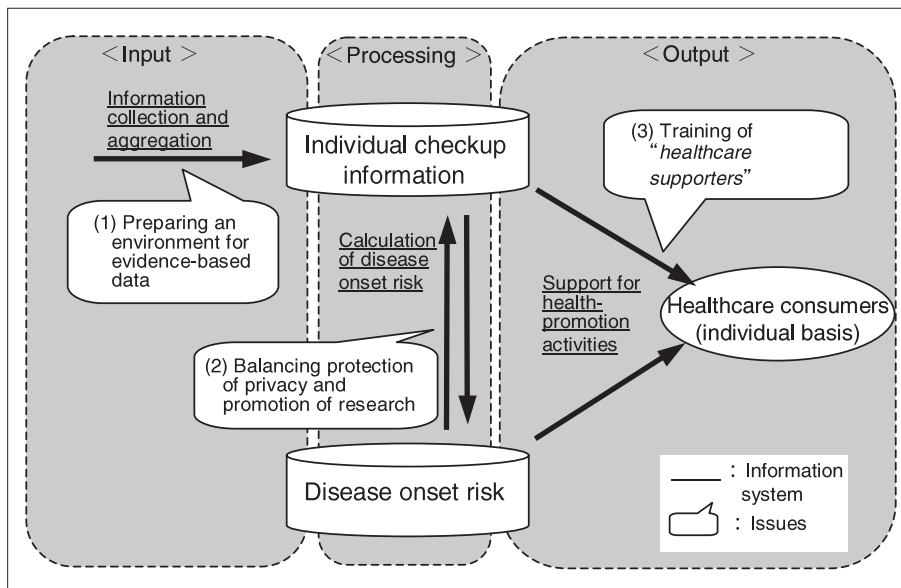 < Input >
< Processing >
< Output >
Information
collection and
aggregation
Individual checkup
information
(3) Training of
“healthcare
supporters”
(1) Preparing an
environment for
evidence-based
data
Calculation
of disease
onset risk
Support for
health-
promotion
activities
Healthcare consumers
(individual basis)
(2) Balancing protection
of privacy and
promotion of research
Disease onset risk
: Information
system
: Issues